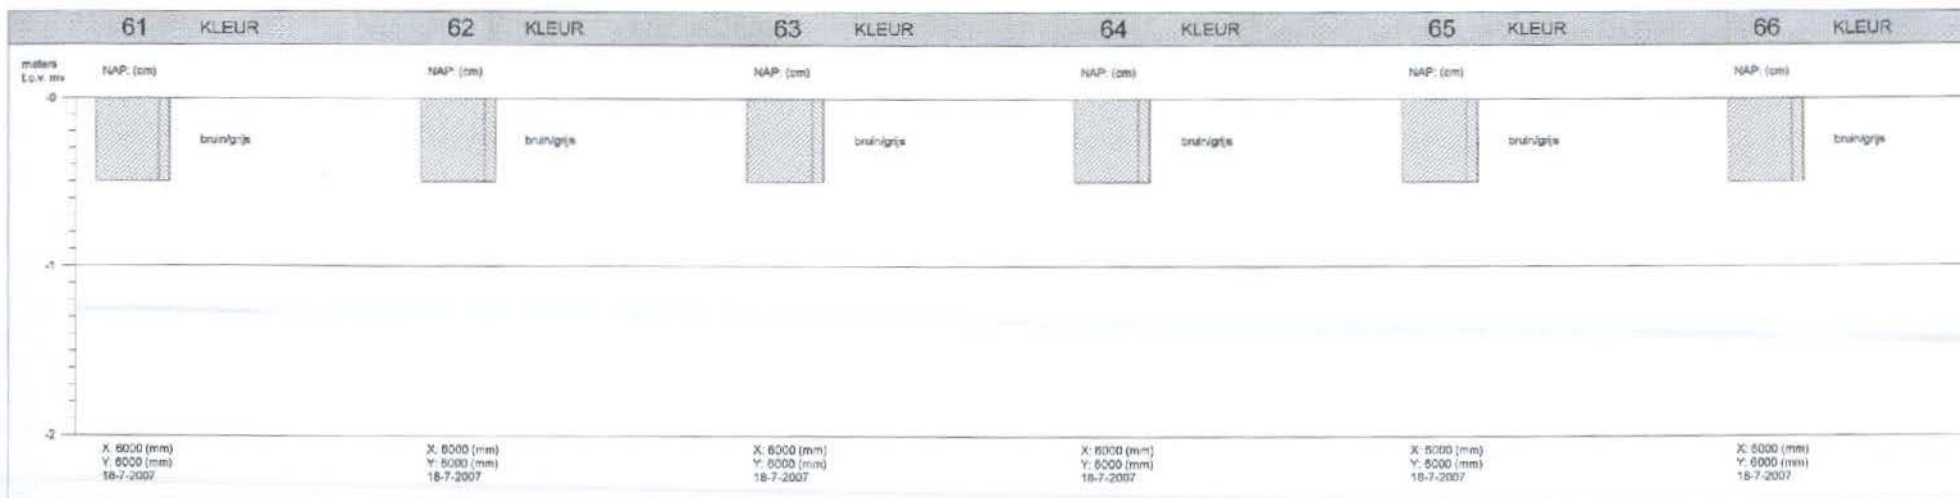 61 KLEUR 62 KLEUR 63 KLEUR 64 KLEUR 65 KLEUR 66 KLEUR
meters
t.o.v. mv
NAP: (cm) NAP: (cm) NAP: (cm) NAP: (cm) NAP: (cm) NAP: (cm)
-0
bruin/grijs bruin/grijs bruin/grijs bruin/grijs bruin/grijs bruin/grijs
-1
-2
X: 6000 (mm) X: 6000 (mm) X: 6000 (mm) X: 6000 (mm) X: 6000 (mm) X: 6000 (mm)
Y: 6000 (mm) Y: 6000 (mm) Y: 6000 (mm) Y: 6000 (mm) Y: 6000 (mm) Y: 6000 (mm)
18-7-2007 18-7-2007 18-7-2007 18-7-2007 18-7-2007 18-7-2007